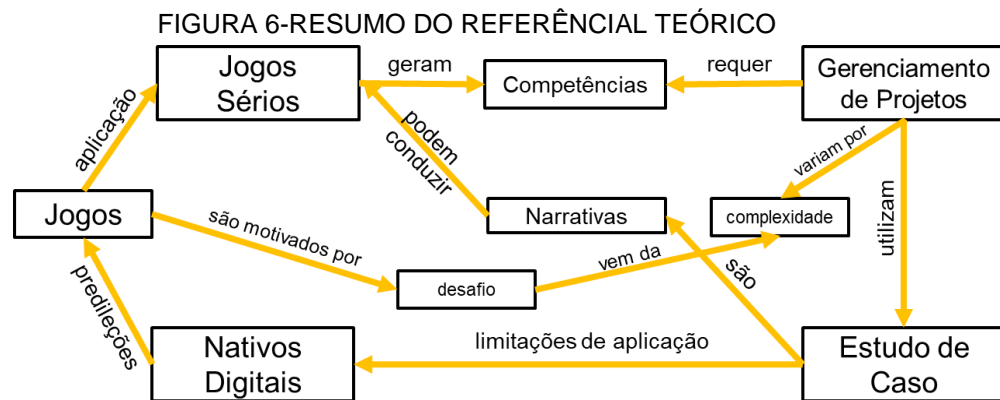 FIGURA 6-RESUMO DO REFERÊNCIAL TEÓRICO
Jogos
Sérios
geram
Competências
requer
Gerenciamento
de Projetos
aplicação
podem
conduzir
variam por
utilizam
Jogos
são motivados por
Narrativas
complexidade
desafio
vem da
são
predileções
Nativos
Digitais
limitações de aplicação
Estudo de
Caso